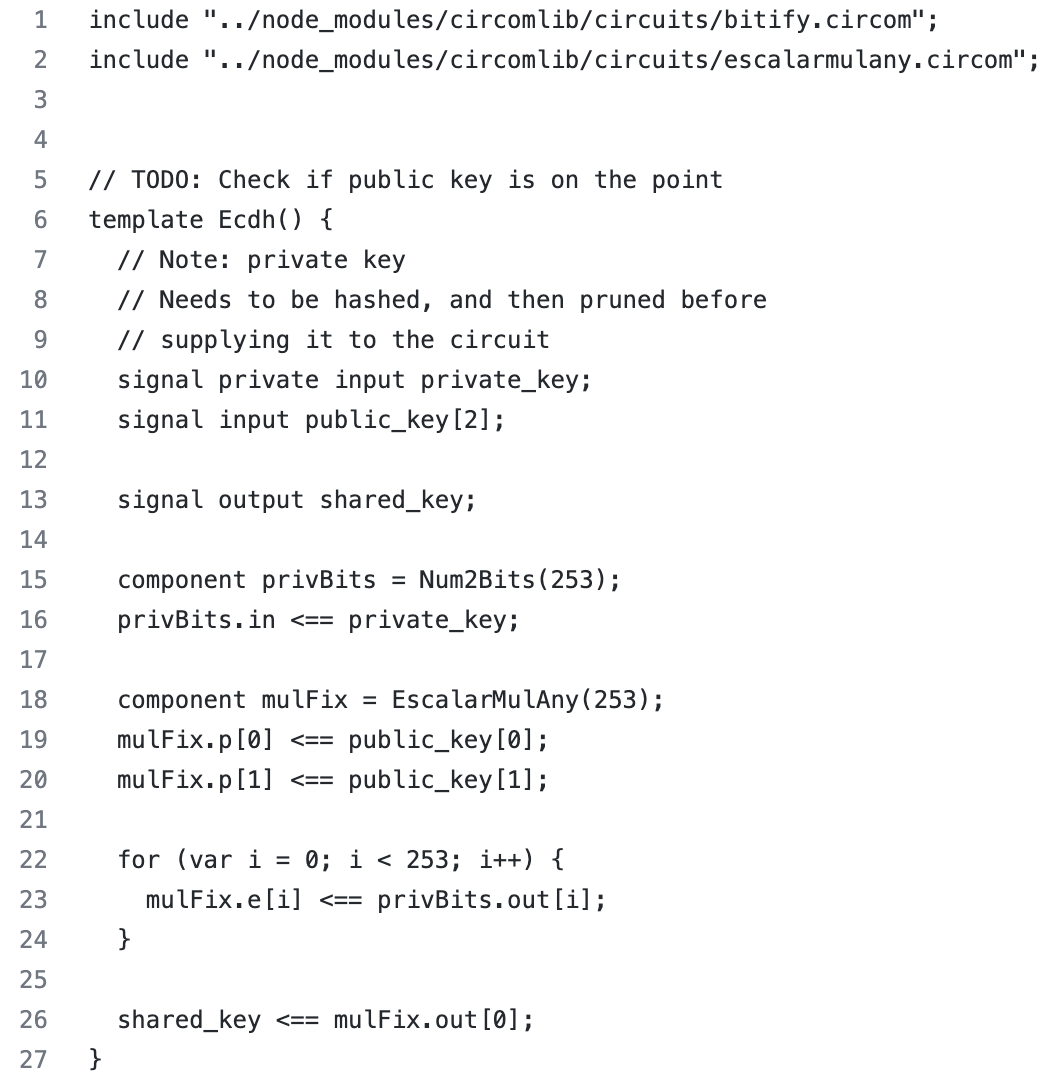 1 include "../node_modules/circomlib/circuits/bitify.circom";
2 include "../node_modules/circomlib/circuits/escalarmulany.circom";
3
4
5 // TODO: Check if public key is on the point
6 template Ecdh() {
7   // Note: private key
8   // Needs to be hashed, and then pruned before
9   // supplying it to the circuit
10   signal private input private_key;
11   signal input public_key[2];
12
13   signal output shared_key;
14
15   component privBits = Num2Bits(253);
16   privBits.in <== private_key;
17
18   component mulFix = EscalarMulAny(253);
19   mulFix.p[0] <== public_key[0];
20   mulFix.p[1] <== public_key[1];
21
22   for (var i = 0; i < 253; i++) {
23     mulFix.e[i] <== privBits.out[i];
24   }
25
26   shared_key <== mulFix.out[0];
27 }